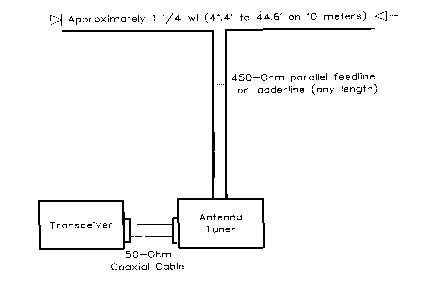 Approximately 1 1/4 wl (41.4' to 44.6' on 10 meters)
450-Ohm parallel feedline
or ladderline (any length)
Antenna
Tuner
Transceiver
50-Ohm
Coaxial Cable